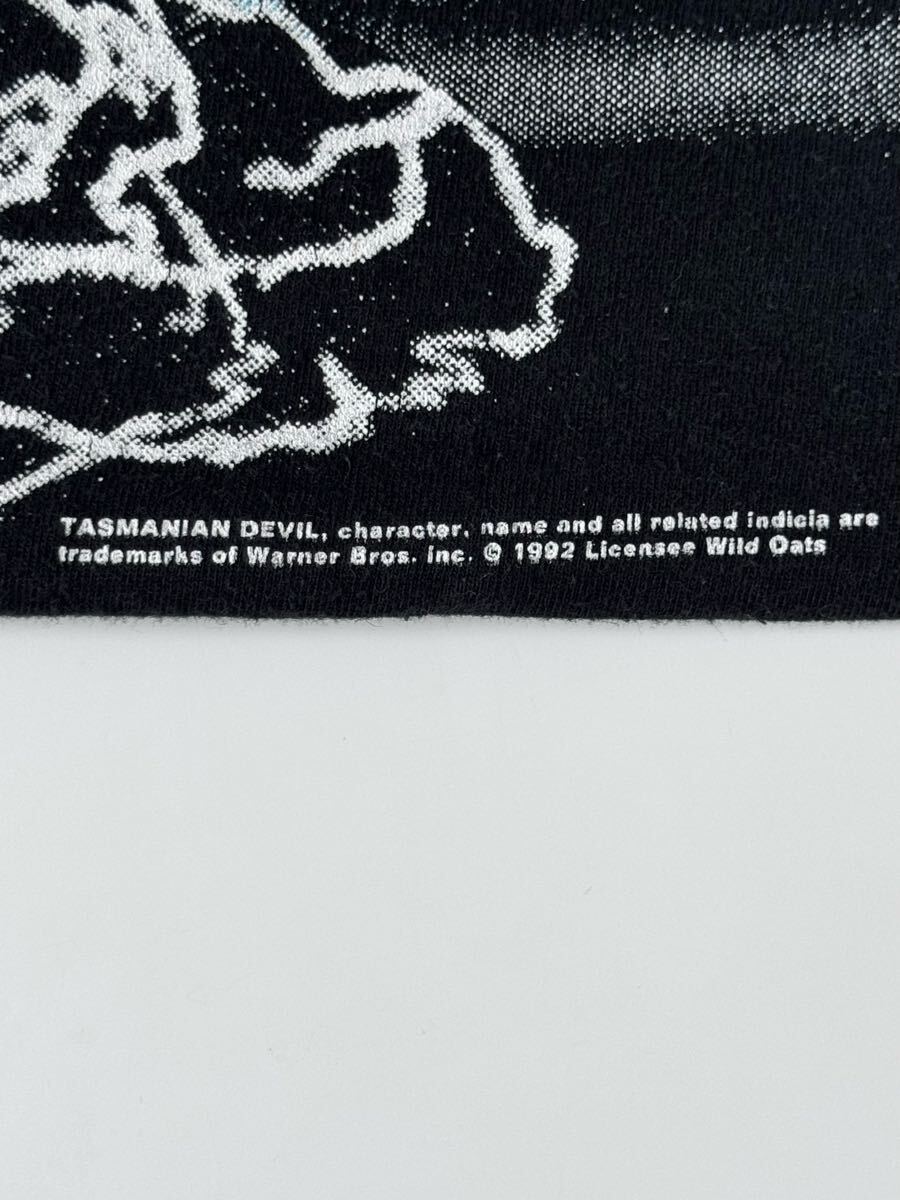 TASMANIAN DEVIL, character, name and all related indicia are
trademarks of Warner Bros. Inc. © 1992 Licensee Wild Oats